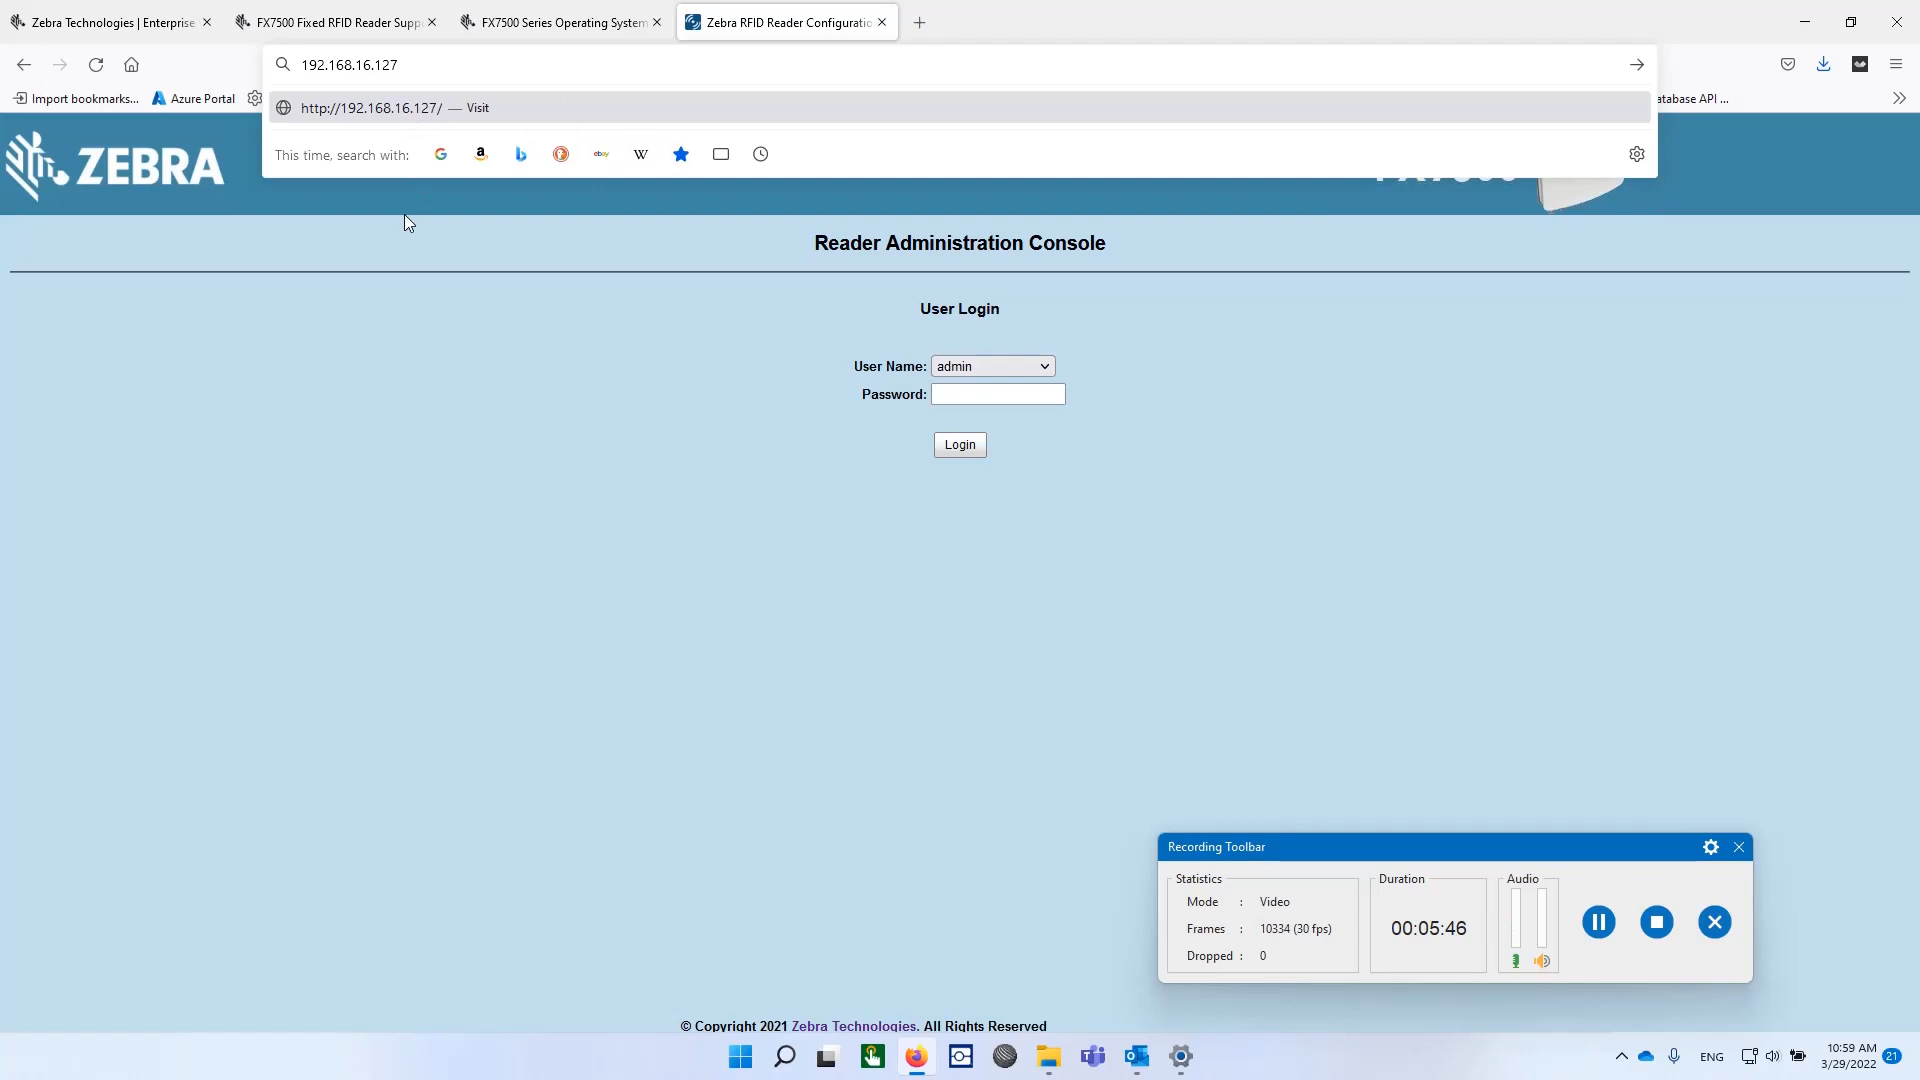 Zebra Technologies | Enterprise
FX7500 Fixed RFID Reader Supp
FX7500 Series Operating System
Zebra RFID Reader Configuratio
192.168.16.127
Import bookmarks...
Azure Portal
http://192.168.16.127/ — Visit
atabase API ...
This time, search with:
ZEBRA
Reader Administration Console
User Login
User Name:
admin
Password:
Login
Recording Toolbar
Statistics
Mode : Video
Frames : 10334 (30 fps)
Dropped : 0
Duration
00:05:46
Audio
© Copyright 2021 Zebra Technologies. All Rights Reserved
ENG
10:59 AM
3/29/2022
21